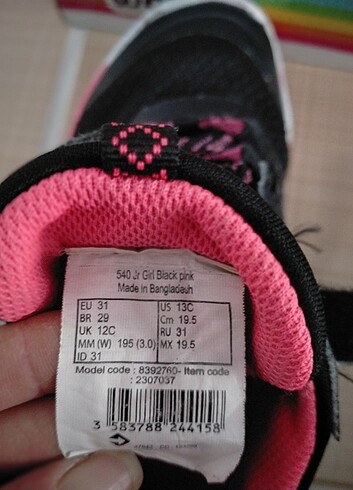 540 Jr Girl Black pink
Made in Bangladesh
EU 31 US 13C
BR 29 Cm 19.5
UK 12C RU 31
MM (W) 195 (3.0) MX 19.5
ID 31
Model code : 8392760- Item code
: 2307037
3 583788 244158